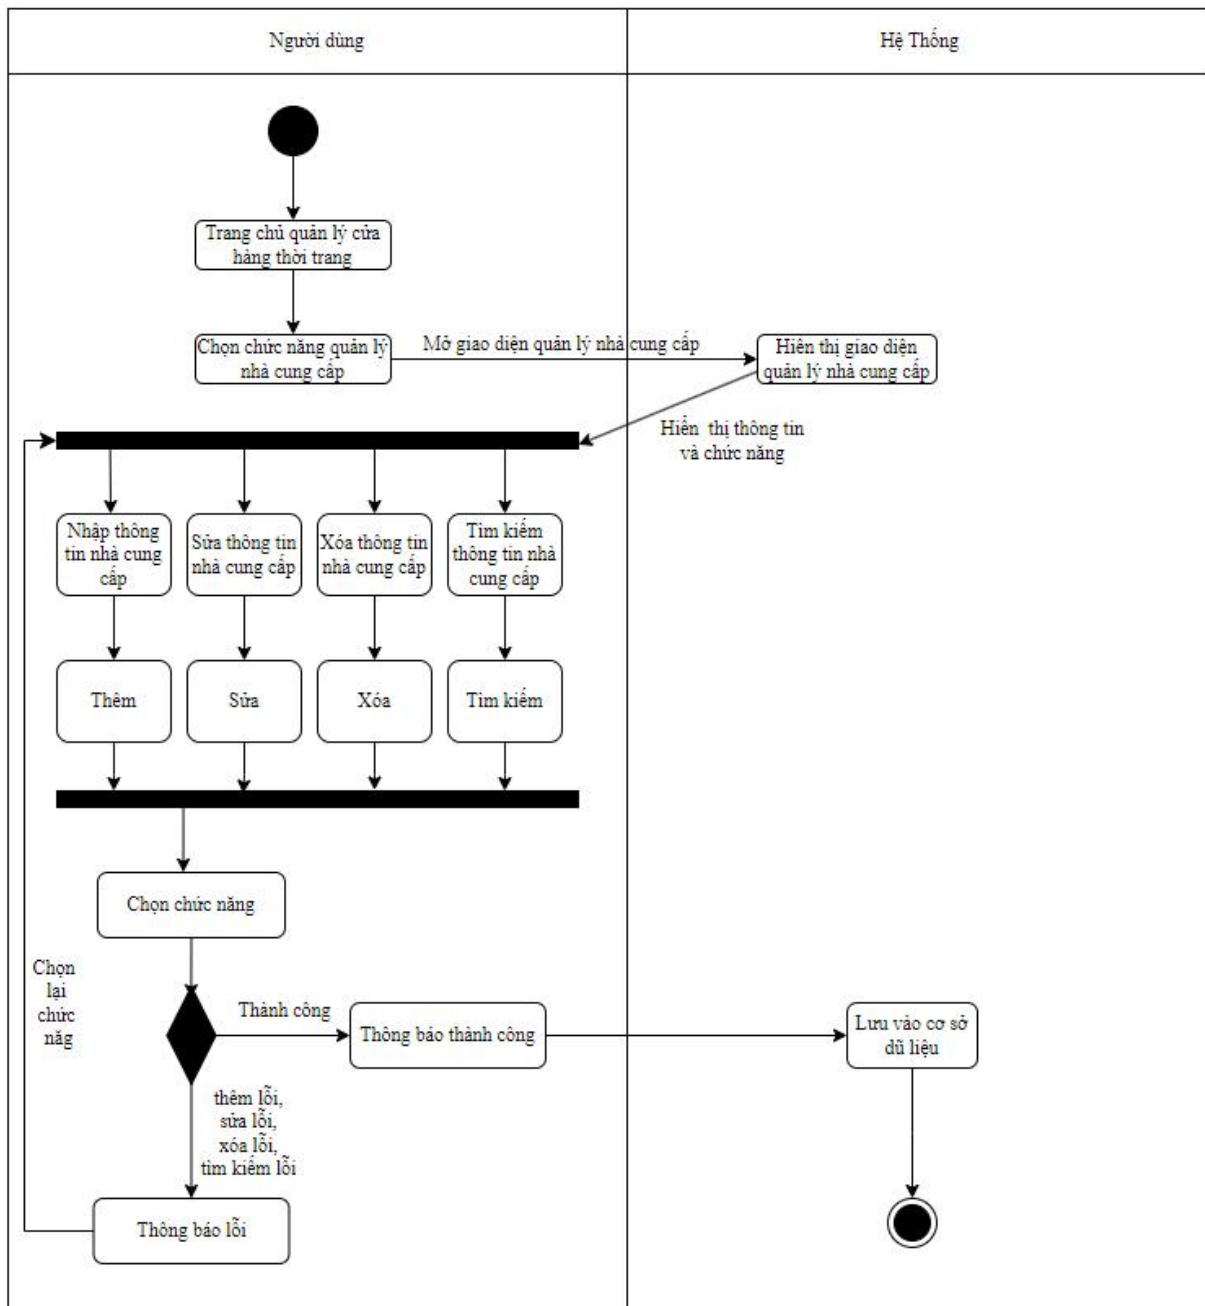 Người dùng
Hệ Thống
Trang chủ quản lý cửa
hàng thời trang
Chọn chức năng quản lý
nhà cung cấp
Mở giao diện quản lý nhà cung cấp
Hiên thị giao diện
quản lý nhà cung cấp
Hiển thị thông tin
và chức năng
Nhập thông
tin nhà cung
cấp
Sửa thông tin
nhà cung cấp
Xóa thông tin
nhà cung cấp
Tìm kiếm
thông tin nhà
cung cấp
Thêm
Sửa
Xóa
Tìm kiếm
Chọn chức năng
Chọn
lại
chức
năg
Thành công
Thông báo thành công
Lưu vào cơ sở
dũ liệu
thêm lỗi,
sửa lỗi,
xóa lỗi,
tìm kiếm lỗi
Thông báo lỗi